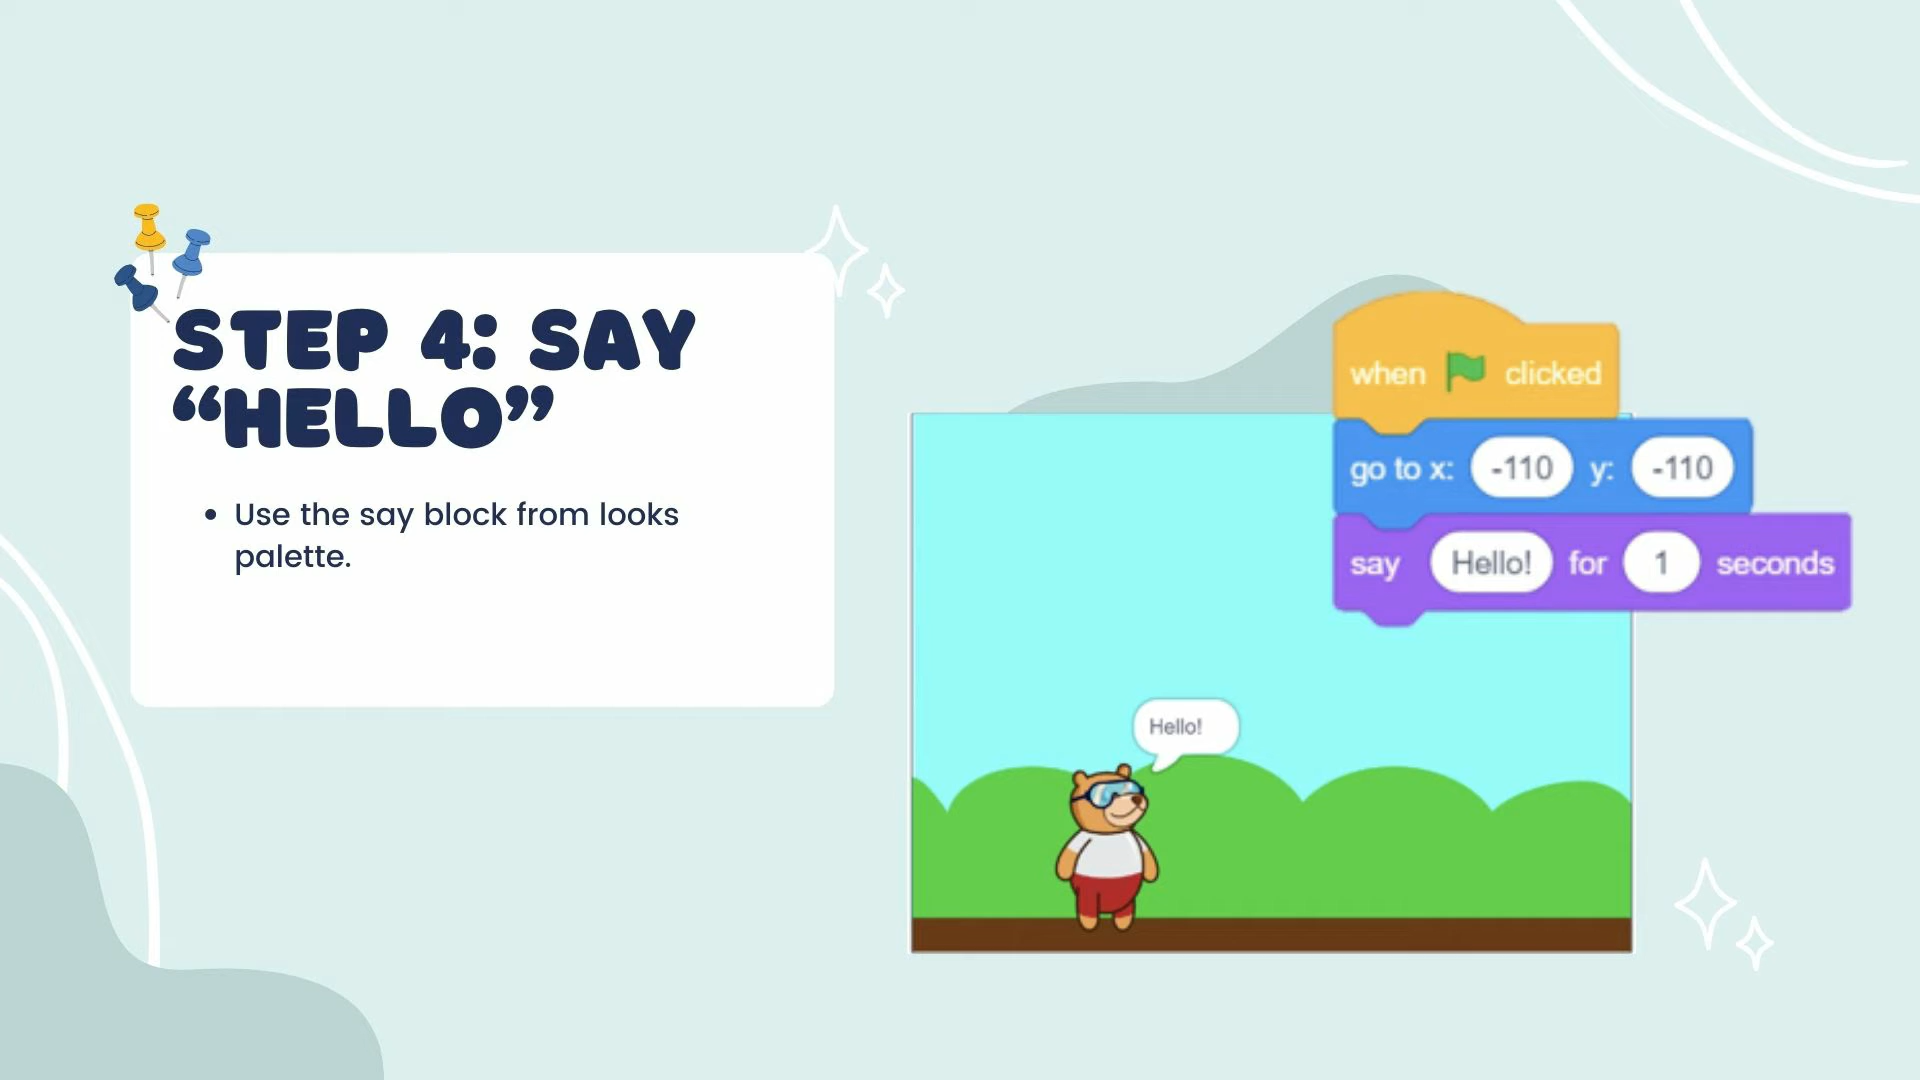 STEP 4: SAY
“HELLO”
• Use the say block from looks
palette.
when clicked
go to x: -110 y: -110
say Hello! for 1 seconds
Hello!